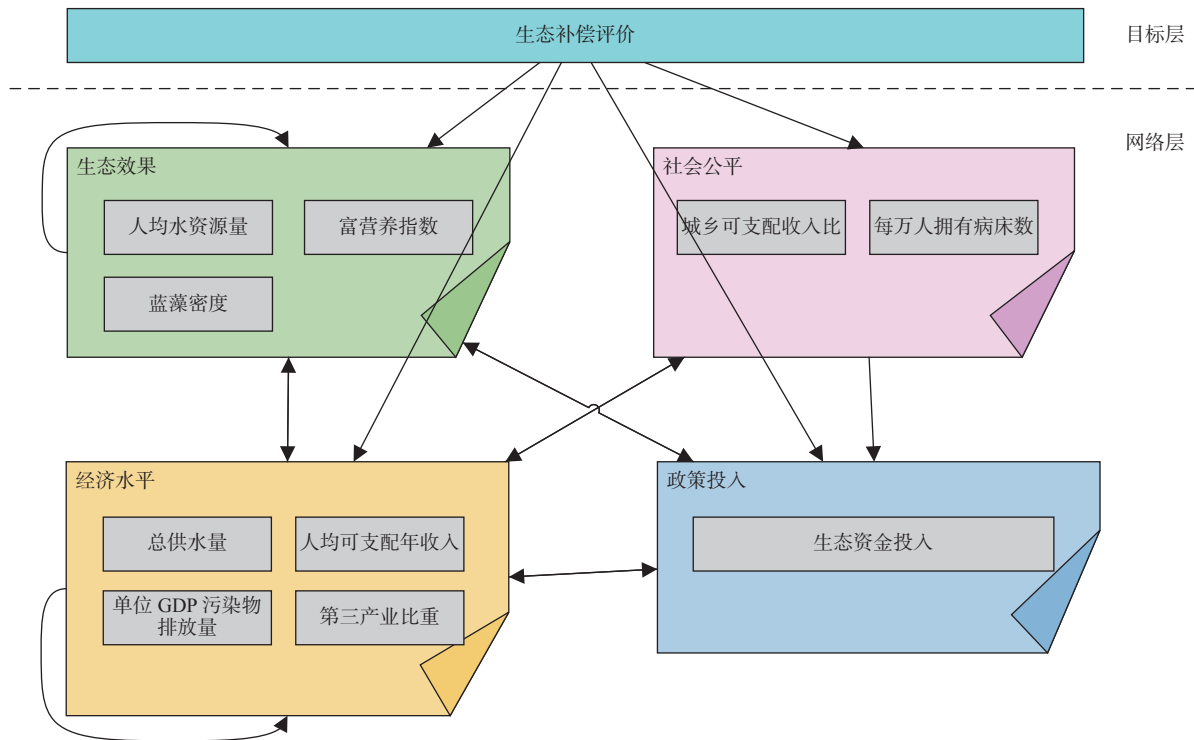 生态补偿评价
目标层
网络层
生态效果
人均水资源量
富营养指数
蓝藻密度
社会公平
城乡可支配收入比
每万人拥有病床数
经济水平
总供水量
人均可支配年收入
单位 GDP 污染物
排放量
第三产业比重
政策投入
生态资金投入